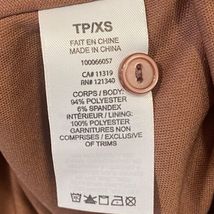 TP/XS
FAIT EN CHINE
MADE IN CHINA
100066057
CA# 11319
RN# 121340
CORPS / BODY:
94% POLYESTER
6% SPANDEX
INTÉRIEUR / LINING:
100% POLYESTER
GARNITURES NON
COMPRISES / EXCLUSIVE
OF TRIMS